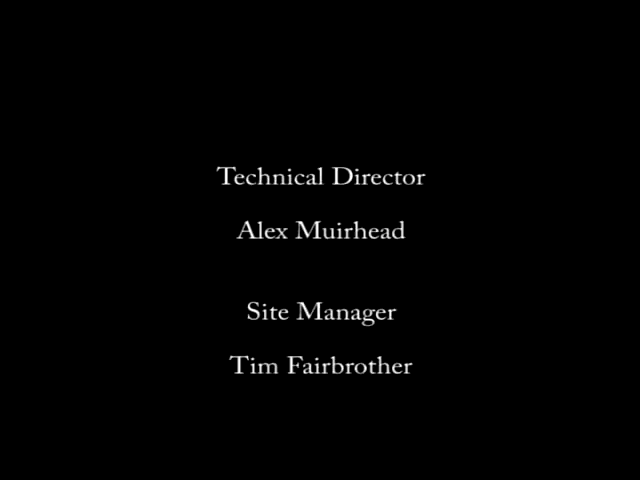 Technical Director
Alex Muirhead
Site Manager
Tim Fairbrother